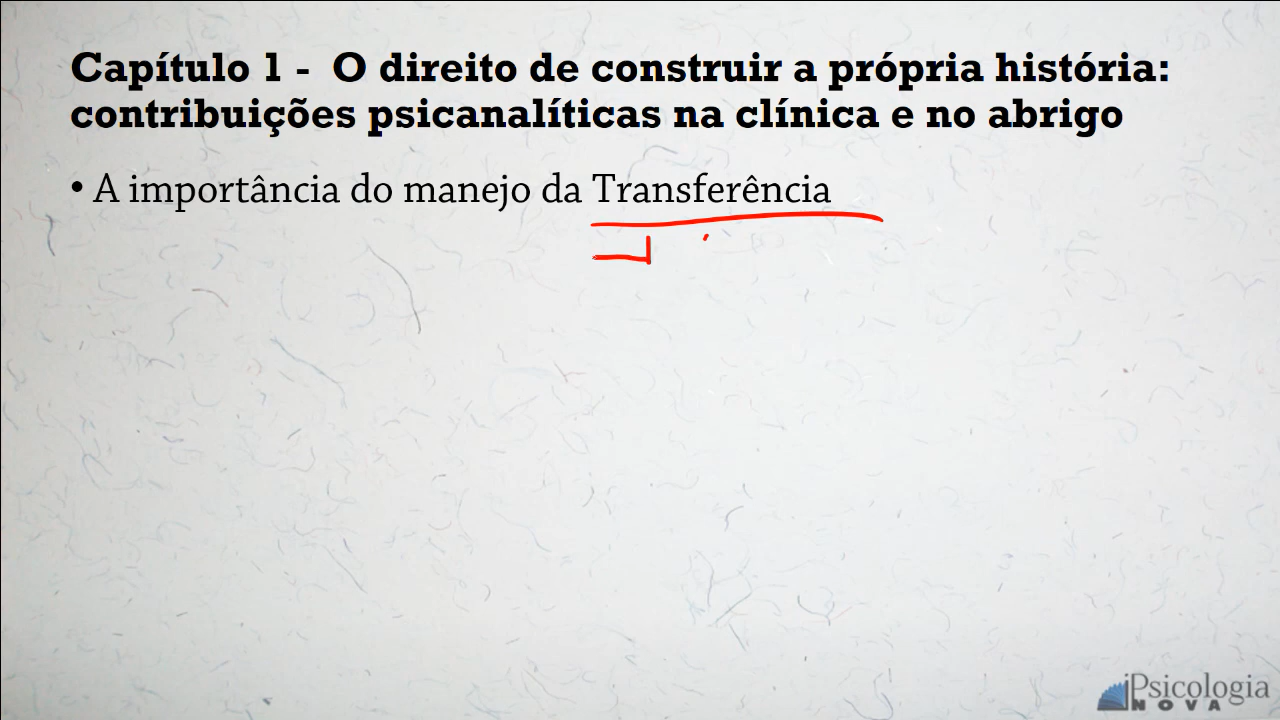 Capítulo 1 - O direito de construir a própria história:
contribuições psicanalíticas na clínica e no abrigo
• A importância do manejo da Transferência
Psicologia
NOVA